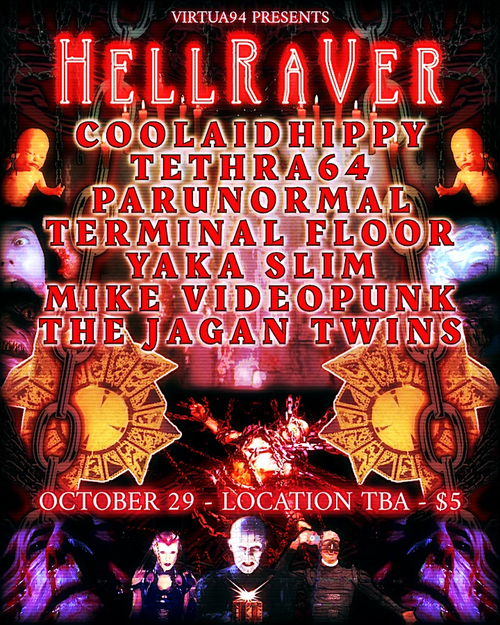 VIRTUA94 PRESENTS
HELLRAVER
COOLAIDHIPPY
TETHRA64
PARUNORMAL
TERMINAL FLOOR
YAKA SLIM
MIKE VIDEOPUNK
THE JAGAN TWINS
OCTOBER 29 - LOCATION TBA - $5